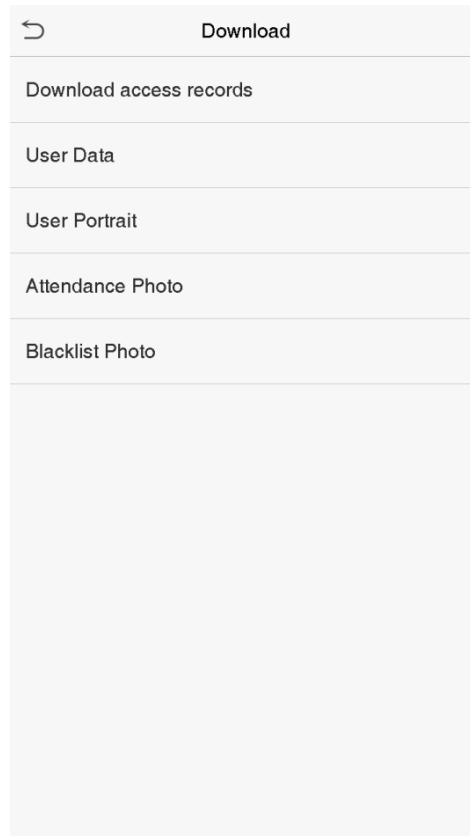 Download
Download access records
User Data
User Portrait
Attendance Photo
Blacklist Photo